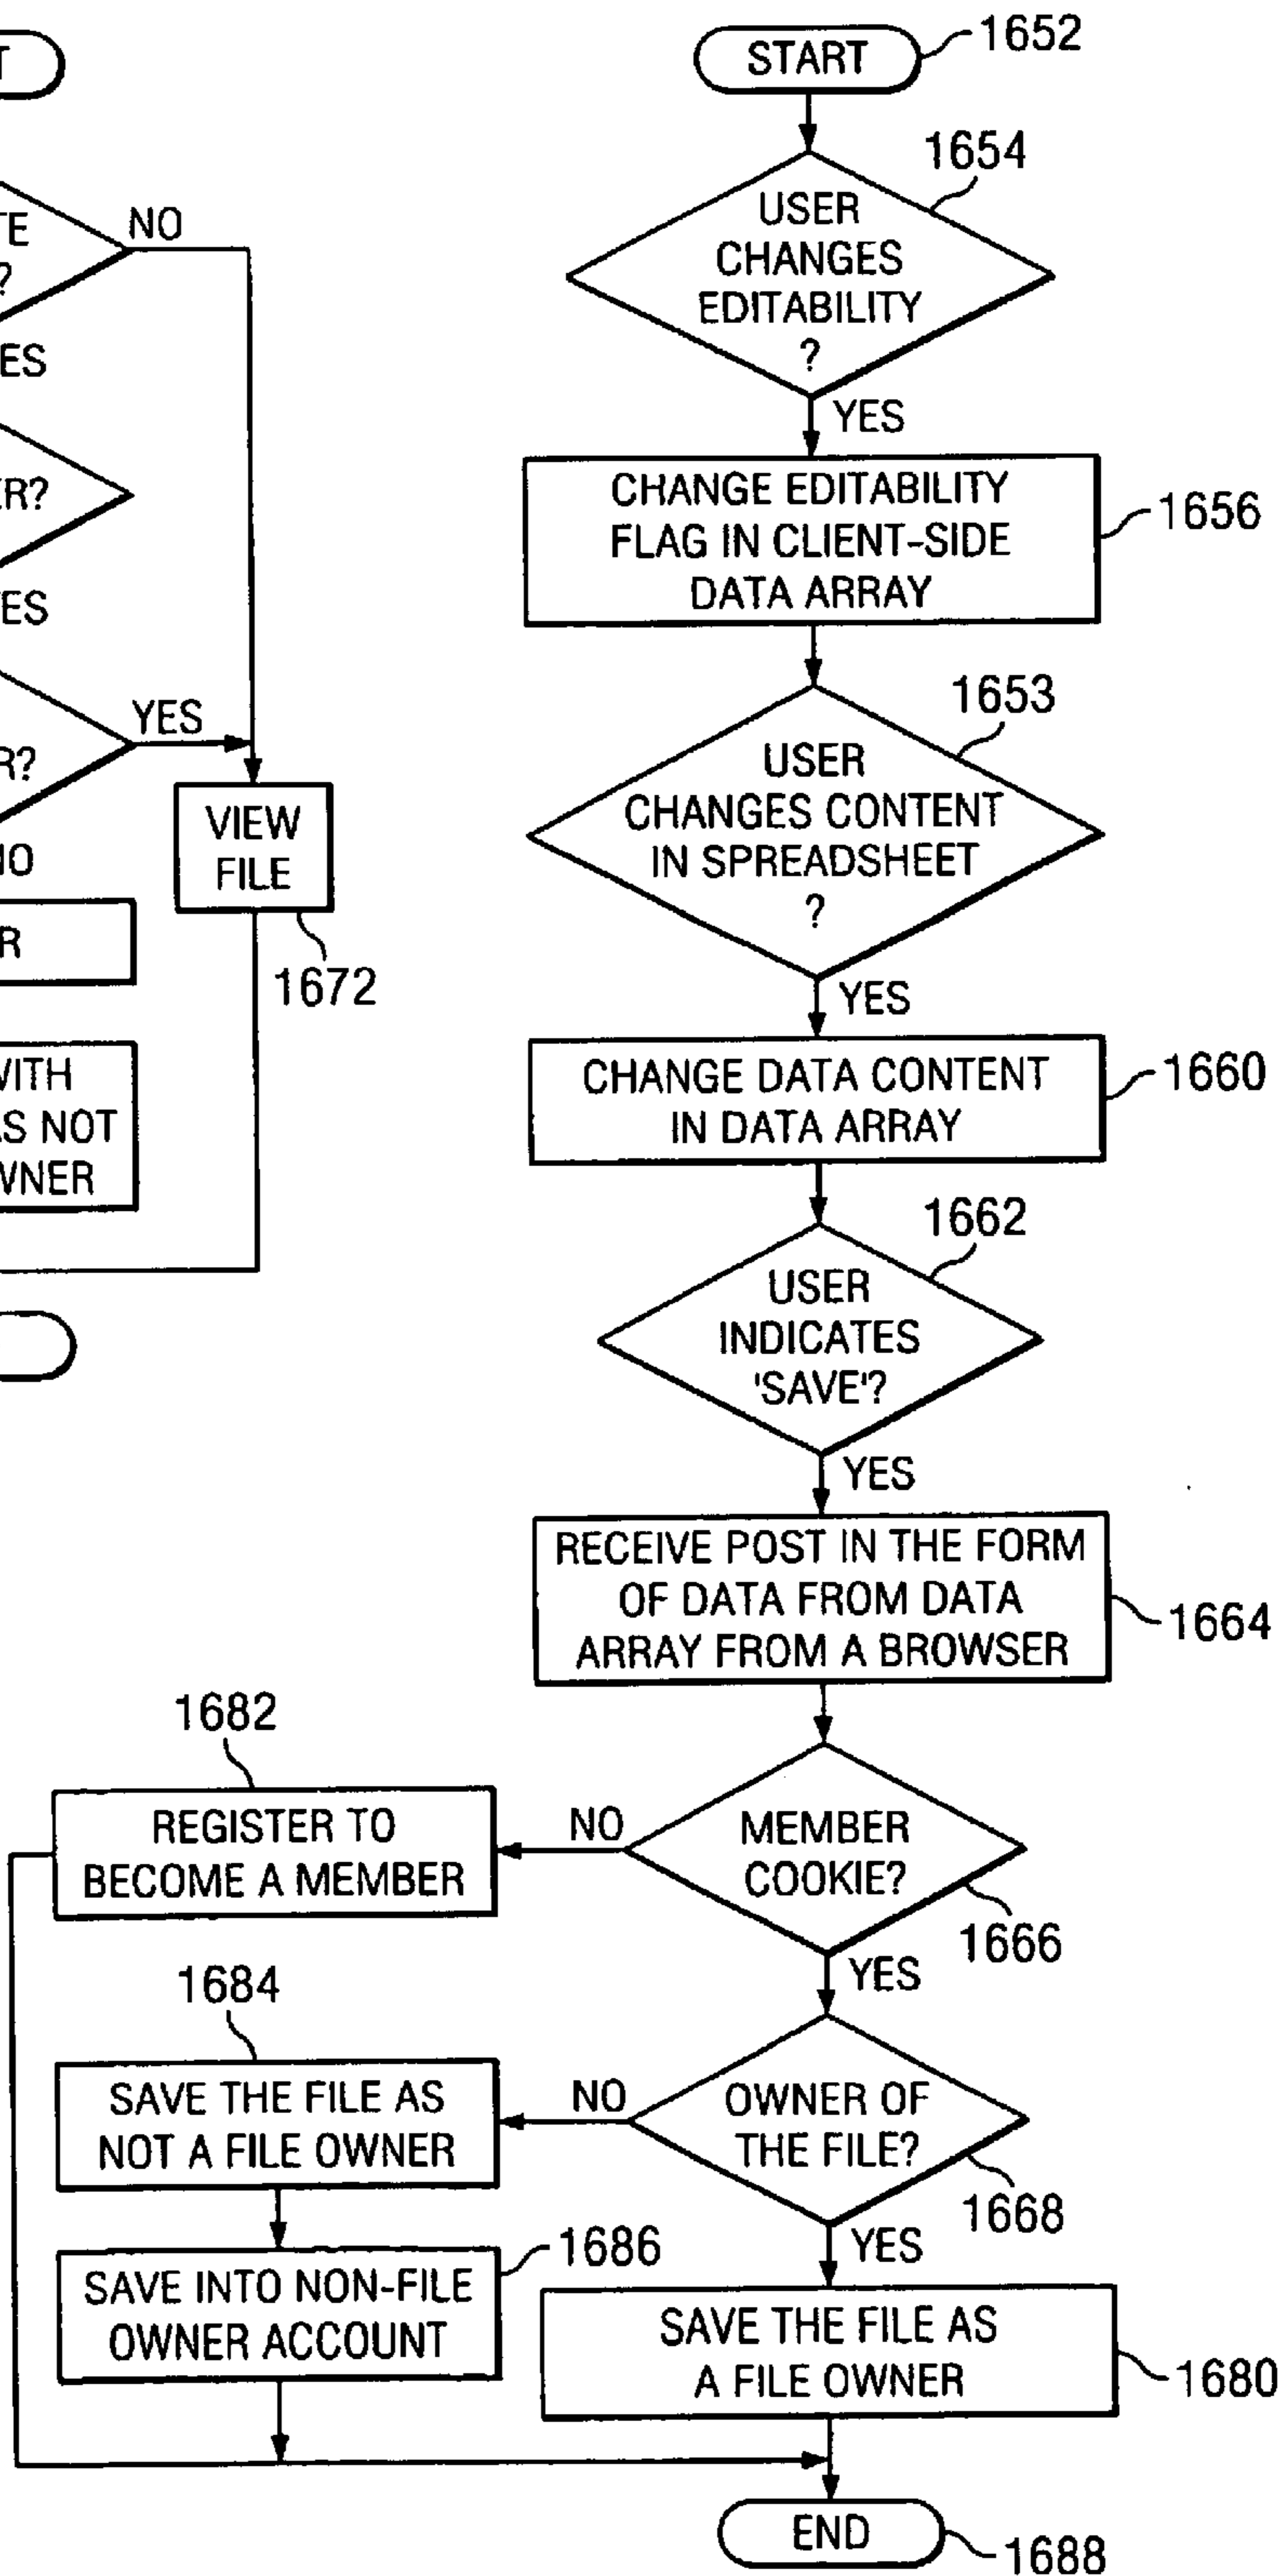 START
1652
1654
USER
CHANGES
EDITABILITY
?
YES
CHANGE EDITABILITY
FLAG IN CLIENT-SIDE
DATA ARRAY
1656
1653
USER
CHANGES CONTENT
IN SPREADSHEET
?
YES
CHANGE DATA CONTENT
IN DATA ARRAY
1660
1662
USER
INDICATES
'SAVE'?
YES
RECEIVE POST IN THE FORM
OF DATA FROM DATA
ARRAY FROM A BROWSER
1664
MEMBER
COOKIE?
1666
NO
1682
REGISTER TO
BECOME A MEMBER
YES
OWNER OF
THE FILE?
1668
NO
1684
SAVE THE FILE AS
NOT A FILE OWNER
1686
SAVE INTO NON-FILE
OWNER ACCOUNT
YES
SAVE THE FILE AS
A FILE OWNER
1680
END
1688
NO
YES
VIEW
FILE
1672
NOT